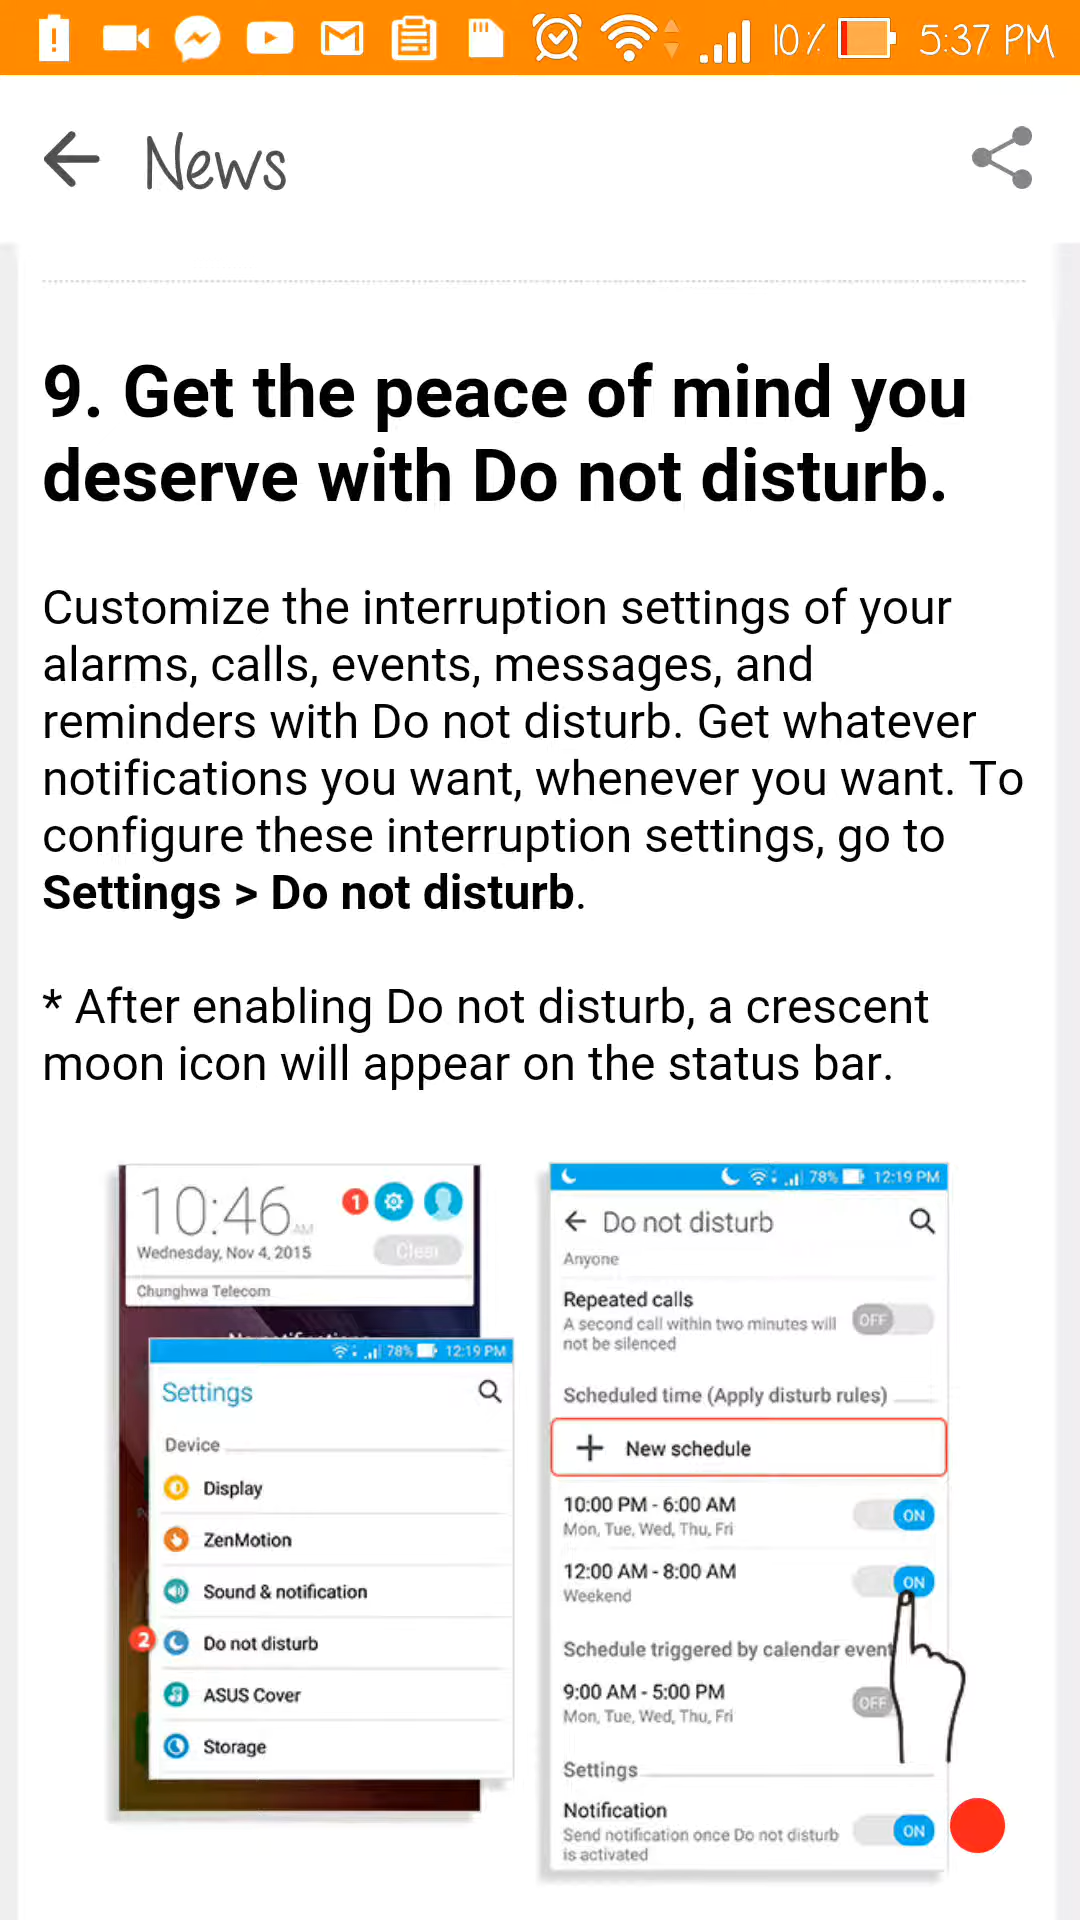 10% 5:37 PM
News
9. Get the peace of mind you
deserve with Do not disturb.
Customize the interruption settings of your
alarms, calls, events, messages, and
reminders with Do not disturb. Get whatever
notifications you want, whenever you want. To
configure these interruption settings, go to
Settings > Do not disturb.
* After enabling Do not disturb, a crescent
moon icon will appear on the status bar.
10:46 AM
1
Wednesday, Nov 4, 2015
Clear
Chunghwa Telecom
78% 12:19 PM
Settings
Device
Display
ZenMotion
Sound & notification
2 Do not disturb
ASUS Cover
Storage
78% 12:19 PM
Do not disturb
Anyone
Repeated calls
A second call within two minutes will
not be silenced
OFF
Scheduled time (Apply disturb rules)
+ New schedule
10:00 PM - 6:00 AM
Mon, Tue, Wed, Thu, Fri
ON
12:00 AM - 8:00 AM
Weekend
ON
Schedule triggered by calendar event
9:00 AM - 5:00 PM
Mon, Tue, Wed, Thu, Fri
OFF
Settings
Notification
Send notification once Do not disturb
is activated
ON